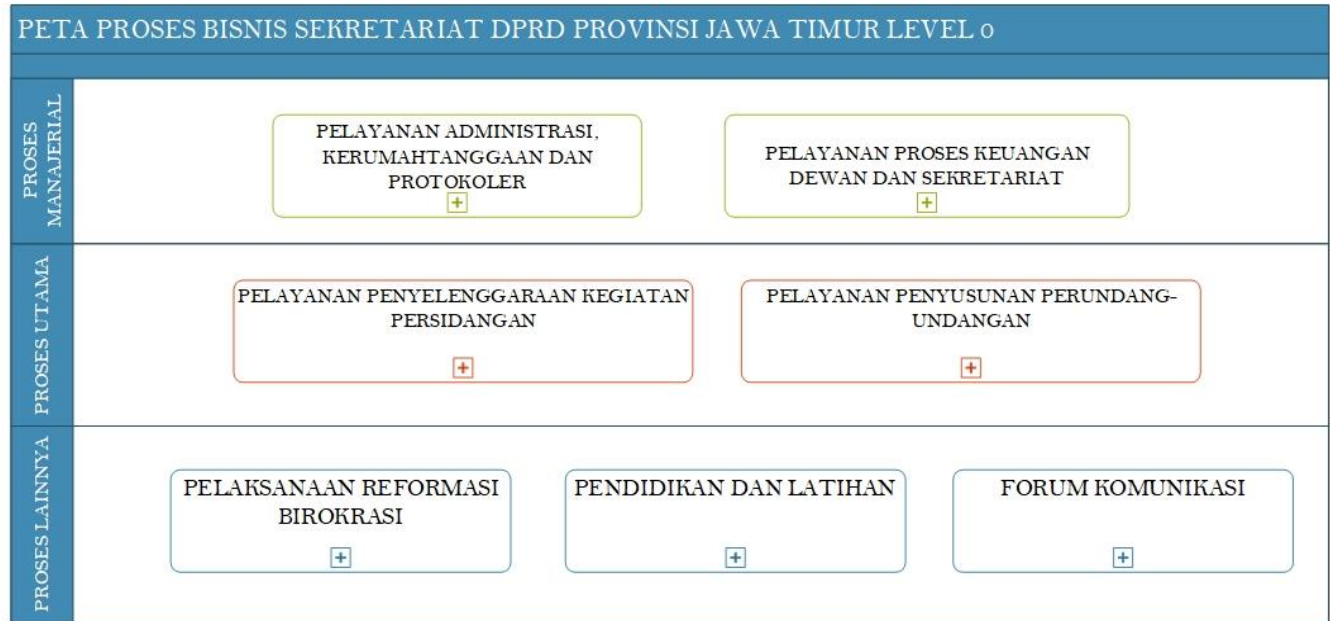 PETA PROSES BISNIS SEKRETARIAT DPRD PROVINSI JAWA TIMUR LEVEL 0
PROSES
MANAJERIAL
PELAYANAN ADMINISTRASI,
KERUMAHTANGGAAN DAN
PROTOKOLER
PELAYANAN PROSES KEUANGAN
DEWAN DAN SEKRETARIAT
PROSES UTAMA
PELAYANAN PENYELENGGARAAN KEGIATAN
PERSIDANGAN
PELAYANAN PENYUSUNAN PERUNDANG-
UNDANGAN
PROSES LAINNYA
PELAKSANAAN REFORMASI
BIROKRASI
PENDIDIKAN DAN LATIHAN
FORUM KOMUNIKASI